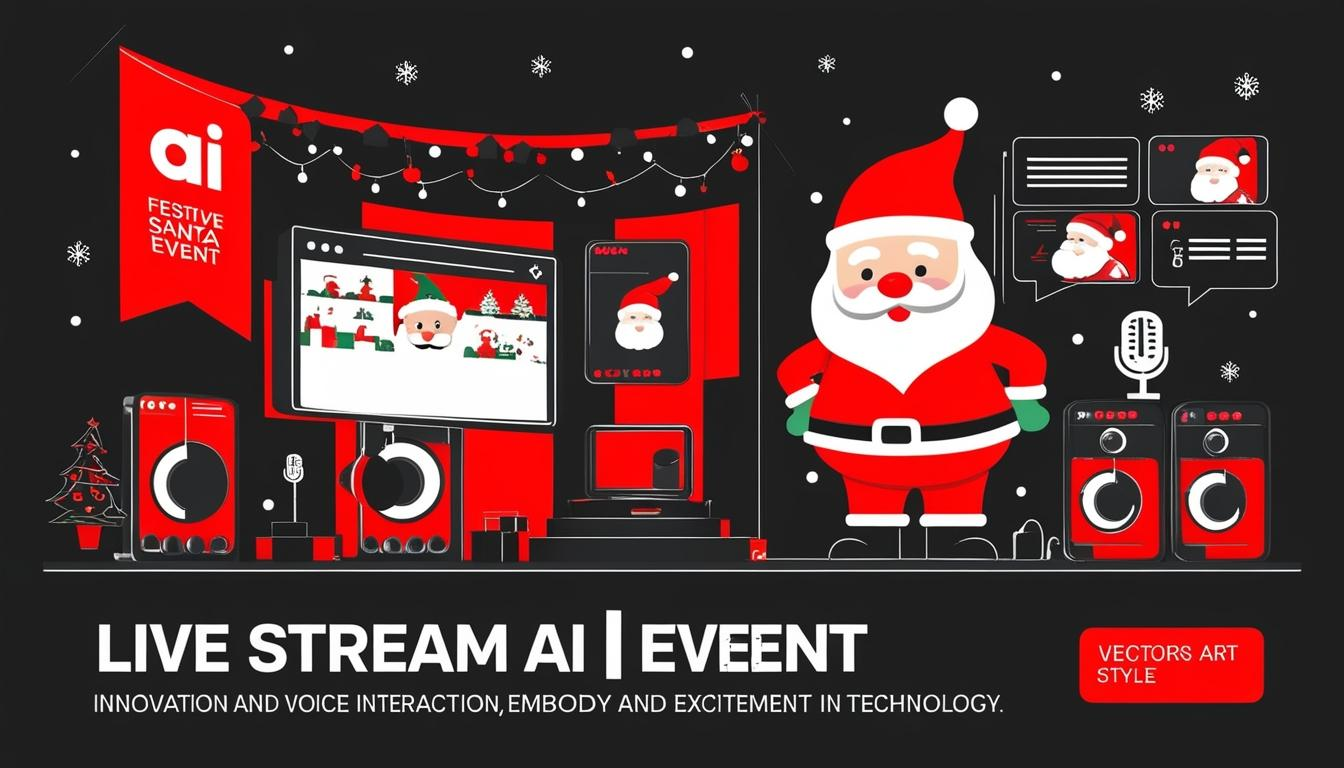 ai
FESTIVE
SANTA
EVENT
LIVE STREAM AI | EVEENT
INNOVATION AND VOICE INTERACTION, EMBODY AND EXCITEMENT IN TECHNOLOGY.
VECTORS ART
STYLE